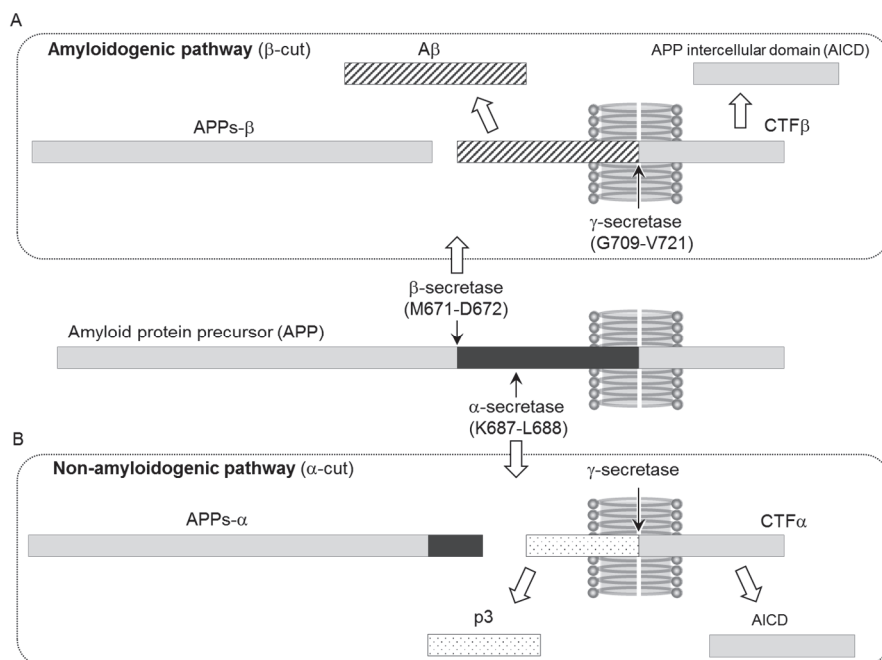 A
Amyloidogenic pathway (β-cut)
Aβ
APP intercellular domain (AICD)
APPs-β
CTFβ
γ-secretase
(G709-V721)
β-secretase
(M671-D672)
Amyloid protein precursor (APP)
α-secretase
(K687-L688)
B
Non-amyloidogenic pathway (α-cut)
γ-secretase
APPs-α
CTFα
p3
AICD